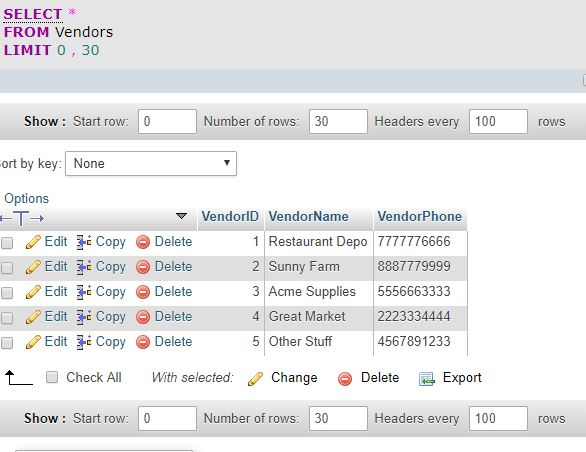 SELECT *
FROM Vendors
LIMIT 0 , 30
Show : Start row: 0 Number of rows: 30 Headers every 100 rows
ort by key: None
Options
VendorID VendorName VendorPhone
Edit Copy Delete 1 Restaurant Depo 7777776666
Edit Copy Delete 2 Sunny Farm 8887779999
Edit Copy Delete 3 Acme Supplies 5556663333
Edit Copy Delete 4 Great Market 2223334444
Edit Copy Delete 5 Other Stuff 4567891233
Check All With selected: Change Delete Export
Show : Start row: 0 Number of rows: 30 Headers every 100 rows